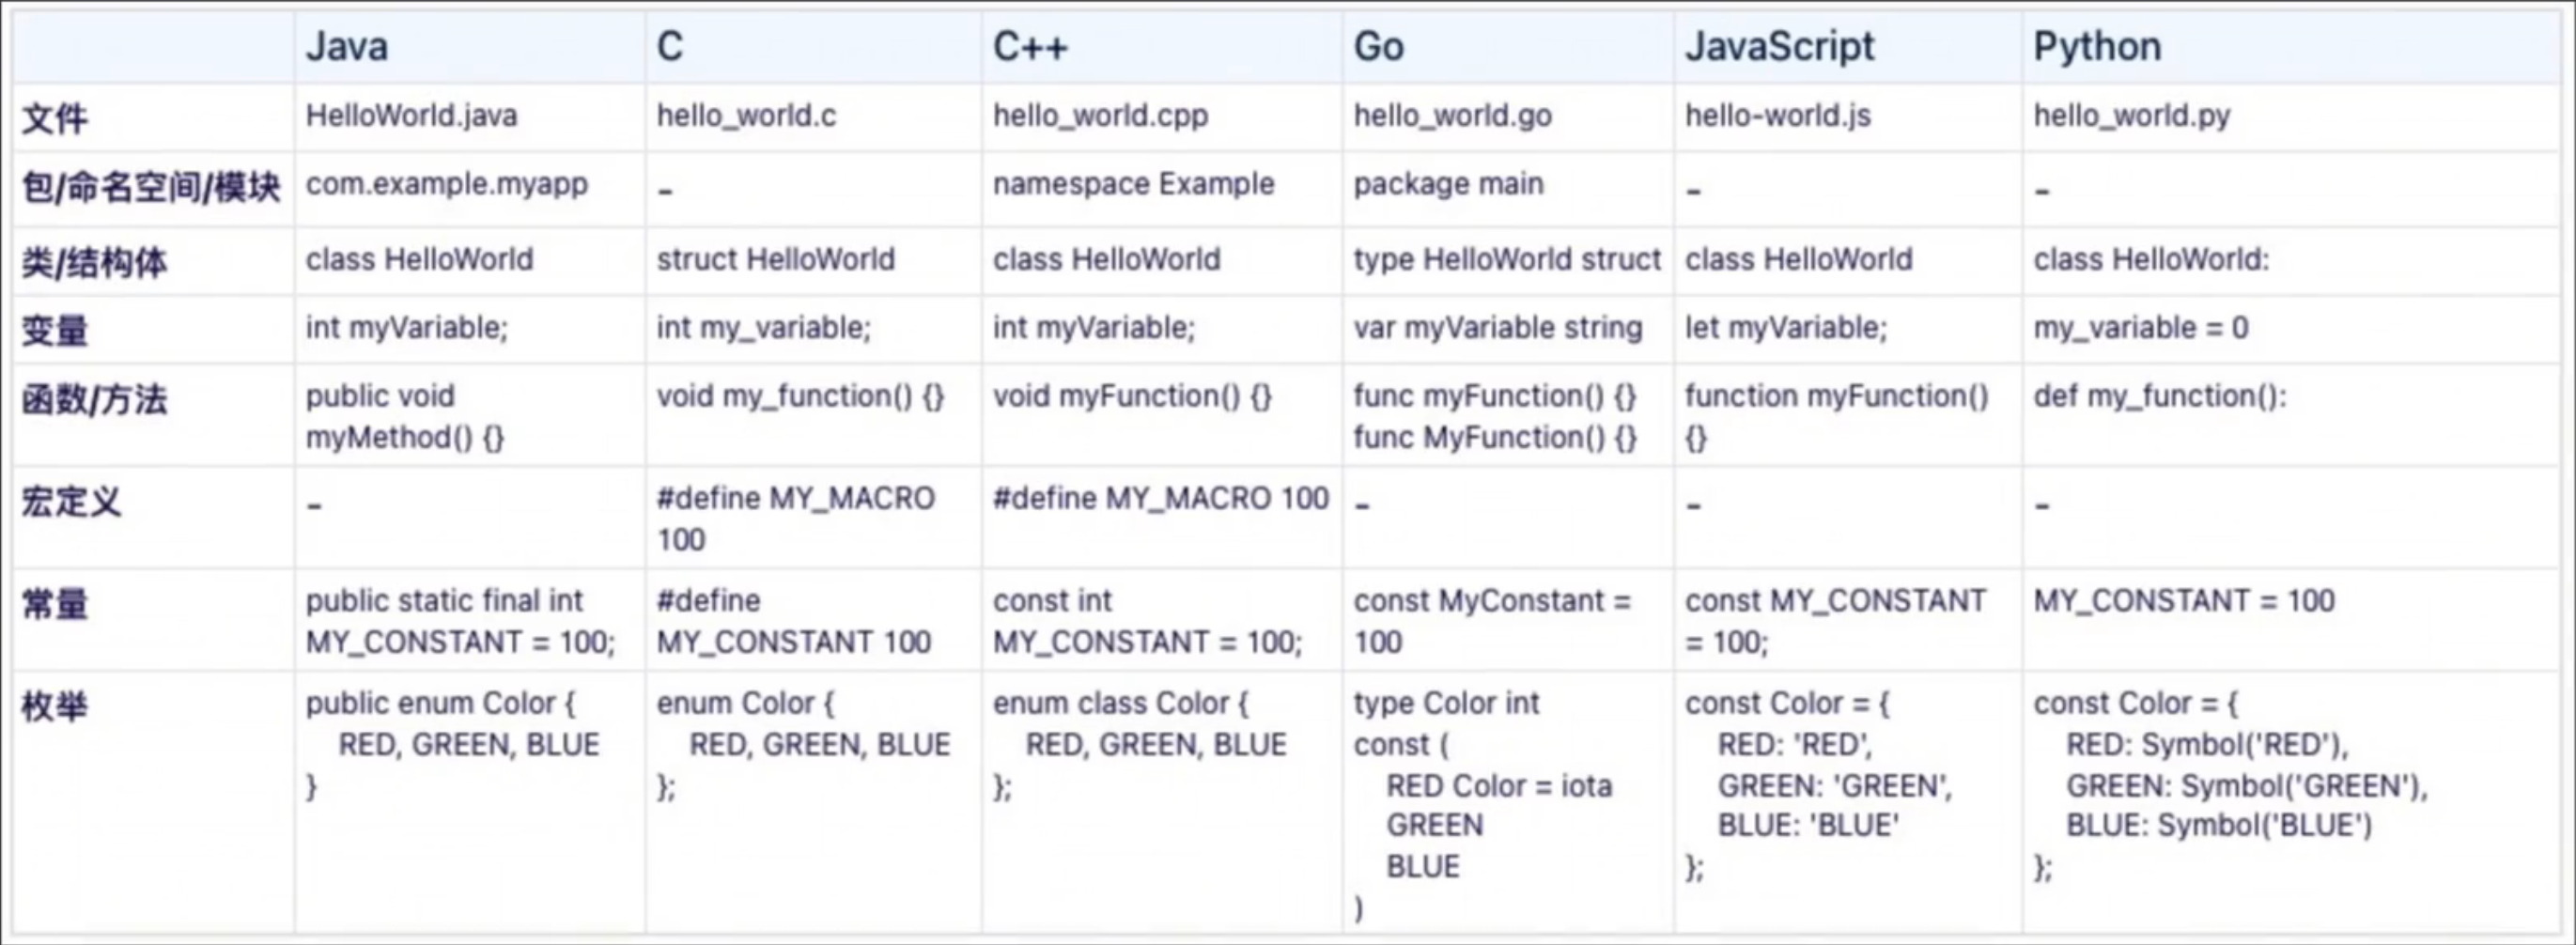 Java C C++ Go JavaScript Python
文件 HelloWorld.java hello_world.c hello_world.cpp hello_world.go hello-world.js hello_world.py
包/命名空间/模块 com.example.myapp - namespace Example package main - -
类/结构体 class HelloWorld struct HelloWorld class HelloWorld type HelloWorld struct class HelloWorld class HelloWorld:
变量 int myVariable; int my_variable; int myVariable; var myVariable string let myVariable; my_variable = 0
函数/方法 public void void my_function() {} void myFunction() {} func myFunction() {} function myFunction() def my_function():
myMethod() {} func MyFunction() {} {}
宏定义 - #define MY_MACRO #define MY_MACRO 100 - - -
100
常量 public static final int #define const int const MyConstant = const MY_CONSTANT MY_CONSTANT = 100
MY_CONSTANT = 100; MY_CONSTANT 100 MY_CONSTANT = 100; 100 = 100;
枚举 public enum Color { enum Color { enum class Color { type Color int const Color = { const Color = {
RED, GREEN, BLUE RED, GREEN, BLUE RED, GREEN, BLUE const ( RED: 'RED', RED: Symbol('RED'),
} }; }; RED Color = iota GREEN: 'GREEN', GREEN: Symbol('GREEN'),
GREEN BLUE: 'BLUE' BLUE: Symbol('BLUE')
BLUE }; };
)